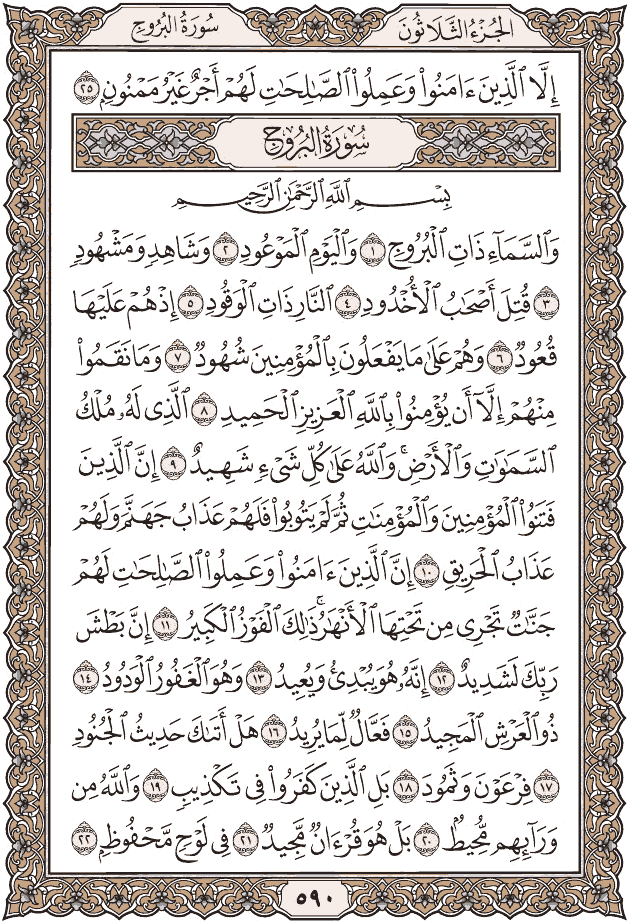 الجُزْءُ الثَّلَاثُونَ
سُورَةُ البُرُوجِ
إِلَّا ٱلَّذِينَ ءَامَنُوا۟ وَعَمِلُوا۟ ٱلصَّـٰلِحَـٰتِ لَهُمْ أَجْرٌ غَيْرُ مَمْنُونٍۭ ٢٥
سُورَةُ البُرُوجِ
بِسْمِ ٱللَّهِ ٱلرَّحْمَـٰنِ ٱلرَّحِيمِ
وَٱلسَّمَآءِ ذَاتِ ٱلْبُرُوجِ ١ وَٱلْيَوْمِ ٱلْمَوْعُودِ ٢ وَشَاهِدٍ وَمَشْهُودٍ
٣ قُتِلَ أَصْحَـٰبُ ٱلْأُخْدُودِ ٤ ٱلنَّارِ ذَاتِ ٱلْوَقُودِ ٥ إِذْ هُمْ عَلَيْهَا
قُعُودٌ ٦ وَهُمْ عَلَىٰ مَا يَفْعَلُونَ بِٱلْمُؤْمِنِينَ شُهُودٌ ٧ وَمَا نَقَمُوا۟
مِنْهُمْ إِلَّآ أَن يُؤْمِنُوا۟ بِٱللَّهِ ٱلْعَزِيزِ ٱلْحَمِيدِ ٨ ٱلَّذِى لَهُۥ مُلْكُ
ٱلسَّمَـٰوَٰتِ وَٱلْأَرْضِ ۚ وَٱللَّهُ عَلَىٰ كُلِّ شَىْءٍ شَهِيدٌ ٩ إِنَّ ٱلَّذِينَ
فَتَنُوا۟ ٱلْمُؤْمِنِينَ وَٱلْمُؤْمِنَـٰتِ ثُمَّ لَمْ يَتُوبُوا۟ فَلَهُمْ عَذَابُ جَهَنَّمَ وَلَهُمْ
عَذَابُ ٱلْحَرِيقِ ١٠ إِنَّ ٱلَّذِينَ ءَامَنُوا۟ وَعَمِلُوا۟ ٱلصَّـٰلِحَـٰتِ لَهُمْ
جَنَّـٰتٌ تَجْرِى مِن تَحْتِهَا ٱلْأَنْهَـٰرُ ۚ ذَٰلِكَ ٱلْفَوْزُ ٱلْكَبِيرُ ١١ إِنَّ بَطْشَ
رَبِّكَ لَشَدِيدٌ ١٢ إِنَّهُۥ هُوَ يُبْدِئُ وَيُعِيدُ ١٣ وَهُوَ ٱلْغَفُورُ ٱلْوَدُودُ ١٤
ذُو ٱلْعَرْشِ ٱلْمَجِيدُ ١٥ فَعَّالٌ لِّمَا يُرِيدُ ١٦ هَلْ أَتَىٰكَ حَدِيثُ ٱلْجُنُودِ
١٧ فِرْعَوْنَ وَثَمُودَ ١٨ بَلِ ٱلَّذِينَ كَفَرُوا۟ فِى تَكْذِيبٍ ١٩ وَٱللَّهُ مِن
وَرَآئِهِم مُّحِيطٌۢ ٢٠ بَلْ هُوَ قُرْءَانٌ مَّجِيدٌ ٢١ فِى لَوْحٍ مَّحْفُوظٍۭ ٢٢
٥٩٠